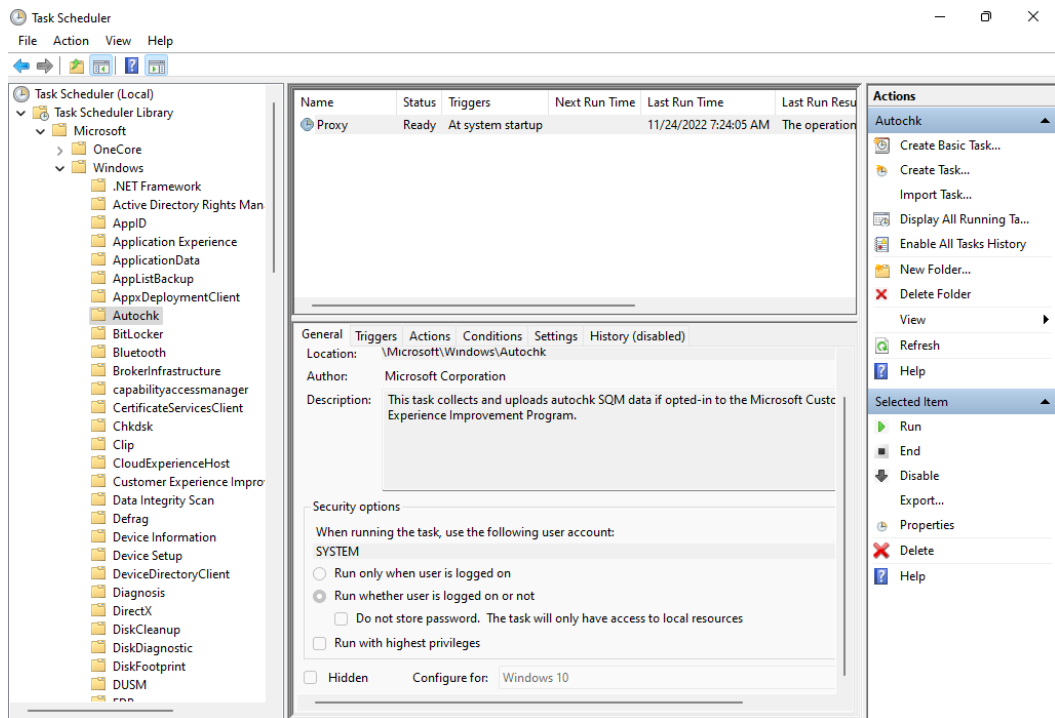 Task Scheduler
File Action View Help
Task Scheduler (Local)
Task Scheduler Library
Microsoft
OneCore
Windows
.NET Framework
Active Directory Rights Man
AppID
Application Experience
ApplicationData
AppListBackup
AppxDeploymentClient
Autochk
BitLocker
Bluetooth
BrokerInfrastructure
capabilityaccessmanager
CertificateServicesClient
Chkdsk
Clip
CloudExperienceHost
Customer Experience Impro
Data Integrity Scan
Defrag
Device Information
Device Setup
DeviceDirectoryClient
Diagnosis
DirectX
DiskCleanup
DiskDiagnostic
DiskFootprint
DUSM
Name Status Triggers Next Run Time Last Run Time Last Run Resu
Proxy Ready At system startup 11/24/2022 7:24:05 AM The operation
General Triggers Actions Conditions Settings History (disabled)
Location: \Microsoft\Windows\Autochk
Author: Microsoft Corporation
Description: This task collects and uploads autochk SQM data if opted-in to the Microsoft Custo
Experience Improvement Program.
Security options
When running the task, use the following user account:
SYSTEM
Run only when user is logged on
Run whether user is logged on or not
Do not store password. The task will only have access to local resources
Run with highest privileges
Hidden Configure for: Windows 10
Actions
Autochk
Create Basic Task...
Create Task...
Import Task...
Display All Running Ta...
Enable All Tasks History
New Folder...
Delete Folder
View
Refresh
Help
Selected Item
Run
End
Disable
Export...
Properties
Delete
Help